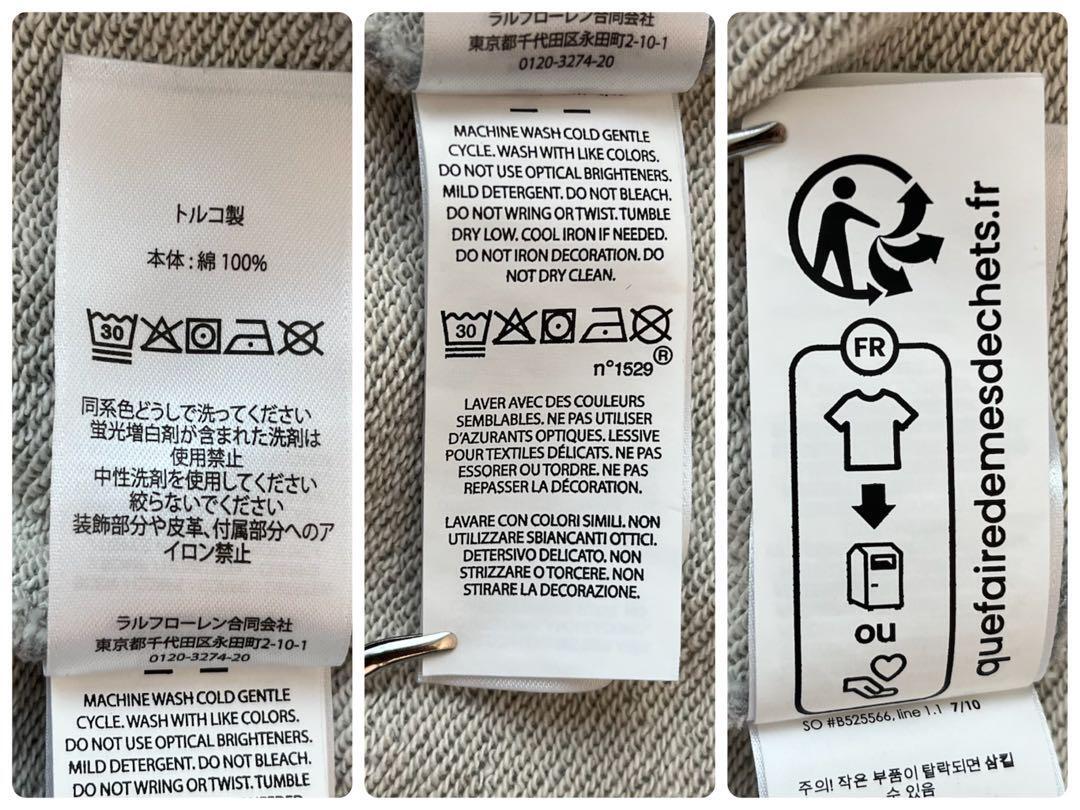 トルコ製
本体:綿 100%
30
同系色どうしで洗ってください
蛍光増白剤が含まれた洗剤は
使用禁止
中性洗剤を使用してください
絞らないでください
装飾部分や皮革、付属部分へのア
イロン禁止
ラルフローレン合同会社
東京都千代田区永田町2-10-1
0120-3274-20
MACHINE WASH COLD GENTLE
CYCLE. WASH WITH LIKE COLORS.
DO NOT USE OPTICAL BRIGHTENERS.
MILD DETERGENT. DO NOT BLEACH.
DO NOT WRING OR TWIST. TUMBLE
ラルフローレン合同会社
東京都千代田区永田町2-10-1
0120-3274-20
MACHINE WASH COLD GENTLE
CYCLE. WASH WITH LIKE COLORS.
DO NOT USE OPTICAL BRIGHTENERS.
MILD DETERGENT. DO NOT BLEACH.
DO NOT WRING OR TWIST. TUMBLE
DRY LOW. COOL IRON IF NEEDED.
DO NOT IRON DECORATION. DO
NOT DRY CLEAN.
30
n°1529®
LAVER AVEC DES COULEURS
SEMBLABLES. NE PAS UTILISER
D'AZURANTS OPTIQUES. LESSIVE
POUR TEXTILES DÉLICATS. NE PAS
ESSORER OU TORDRE. NE PAS
REPASSER LA DÉCORATION.
LAVARE CON COLORI SIMILI. NON
UTILIZZARE SBIANCANTI OTTICI.
DETERSIVO DELICATO. NON
STRIZZARE O TORCERE. NON
STIRARE LA DECORAZIONE.
FR
ou
quefairedemesdechets.fr
SO #B525566, line 1.1 7/10
주의! 작은 부품이 탈락되면 삼킬
수 있음